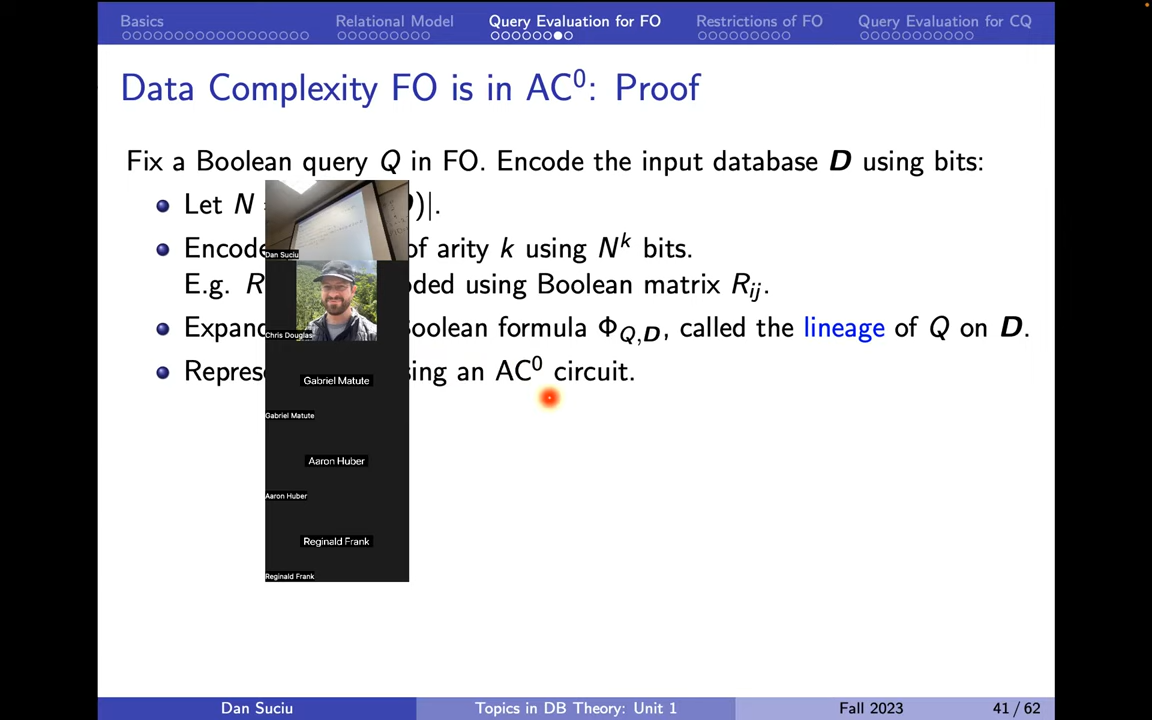 Basics Relational Model Query Evaluation for FO Restrictions of FO Query Evaluation for CQ
Data Complexity FO is in AC⁰: Proof
Fix a Boolean query Q in FO. Encode the input database D using bits:
Let N )|.
Encode of arity k using Nᵏ bits.
E.g. R oded using Boolean matrix Rᵢⱼ.
Expand Boolean formula Φ_Q,D, called the lineage of Q on D.
Repres sing an AC⁰ circuit.
Dan Suciu
Chris Douglas
Gabriel Matute
Gabriel Matute
Aaron Huber
Aaron Huber
Reginald Frank
Reginald Frank
Dan Suciu Topics in DB Theory: Unit 1 Fall 2023 41 / 62